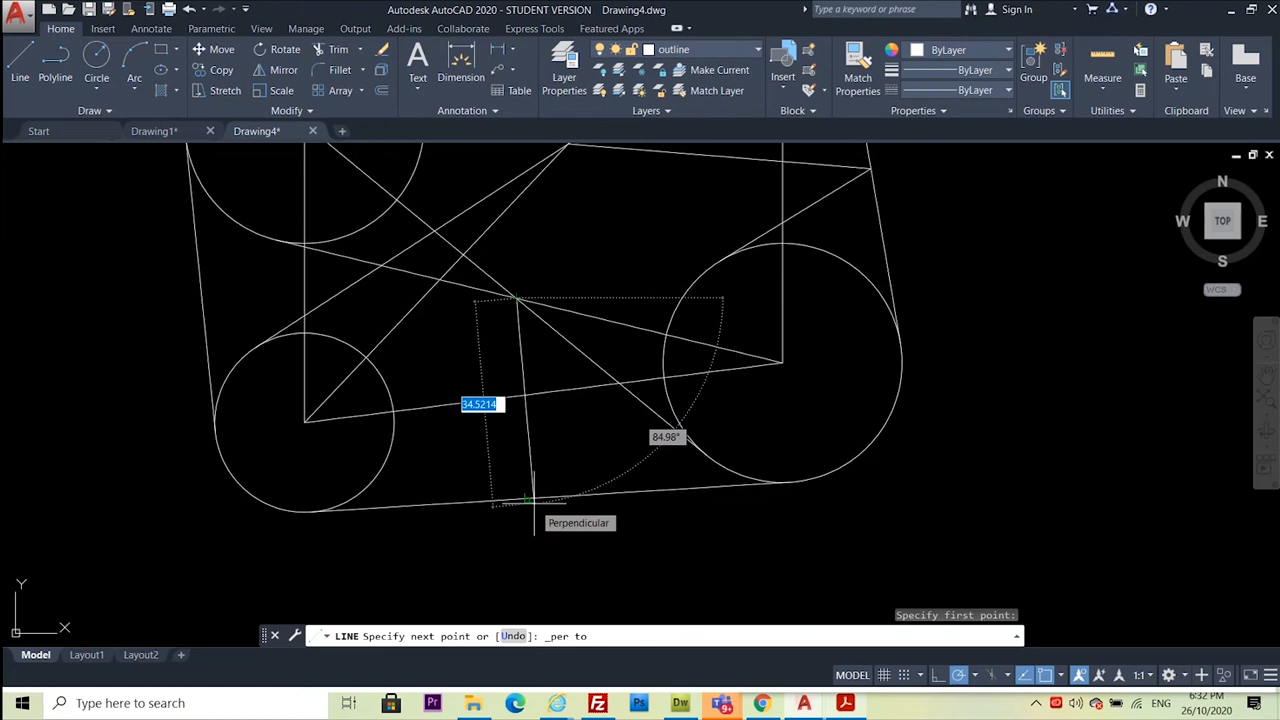 Autodesk AutoCAD 2020 - STUDENT VERSION Drawing4.dwg
Type a keyword or phrase
Sign In
Home Insert Annotate Parametric View Manage Output Add-ins Collaborate Express Tools Featured Apps
Line
Polyline
Circle
Arc
Move
Rotate
Trim
Copy
Mirror
Fillet
Stretch
Scale
Array
Text
Dimension
Table
Layer
Properties
outline
Make Current
Match Layer
Insert
Match
Properties
ByLayer
ByLayer
ByLayer
Group
Measure
Paste
Base
Draw
Modify
Annotation
Layers
Block
Properties
Groups
Utilities
Clipboard
View
Start
Drawing1*
Drawing4*
N
W
TOP
E
S
WCS
34.5214
84.98°
Perpendicular
Y
X
Specify first point:
LINE Specify next point or [Undo]: _per to
Model
Layout1
Layout2
MODEL
1:1
Type here to search
Pr
Ps
Dw
9+
6:32 PM
26/10/2020